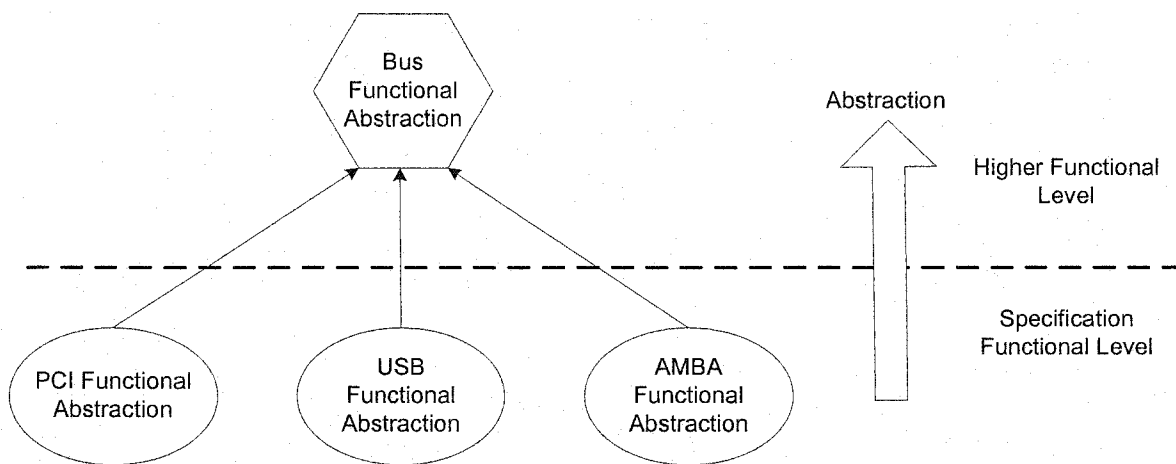 Bus
Functional
Abstraction
Abstraction
Higher Functional
Level
Specification
Functional Level
PCI Functional
Abstraction
USB
Functional
Abstraction
AMBA
Functional
Abstraction